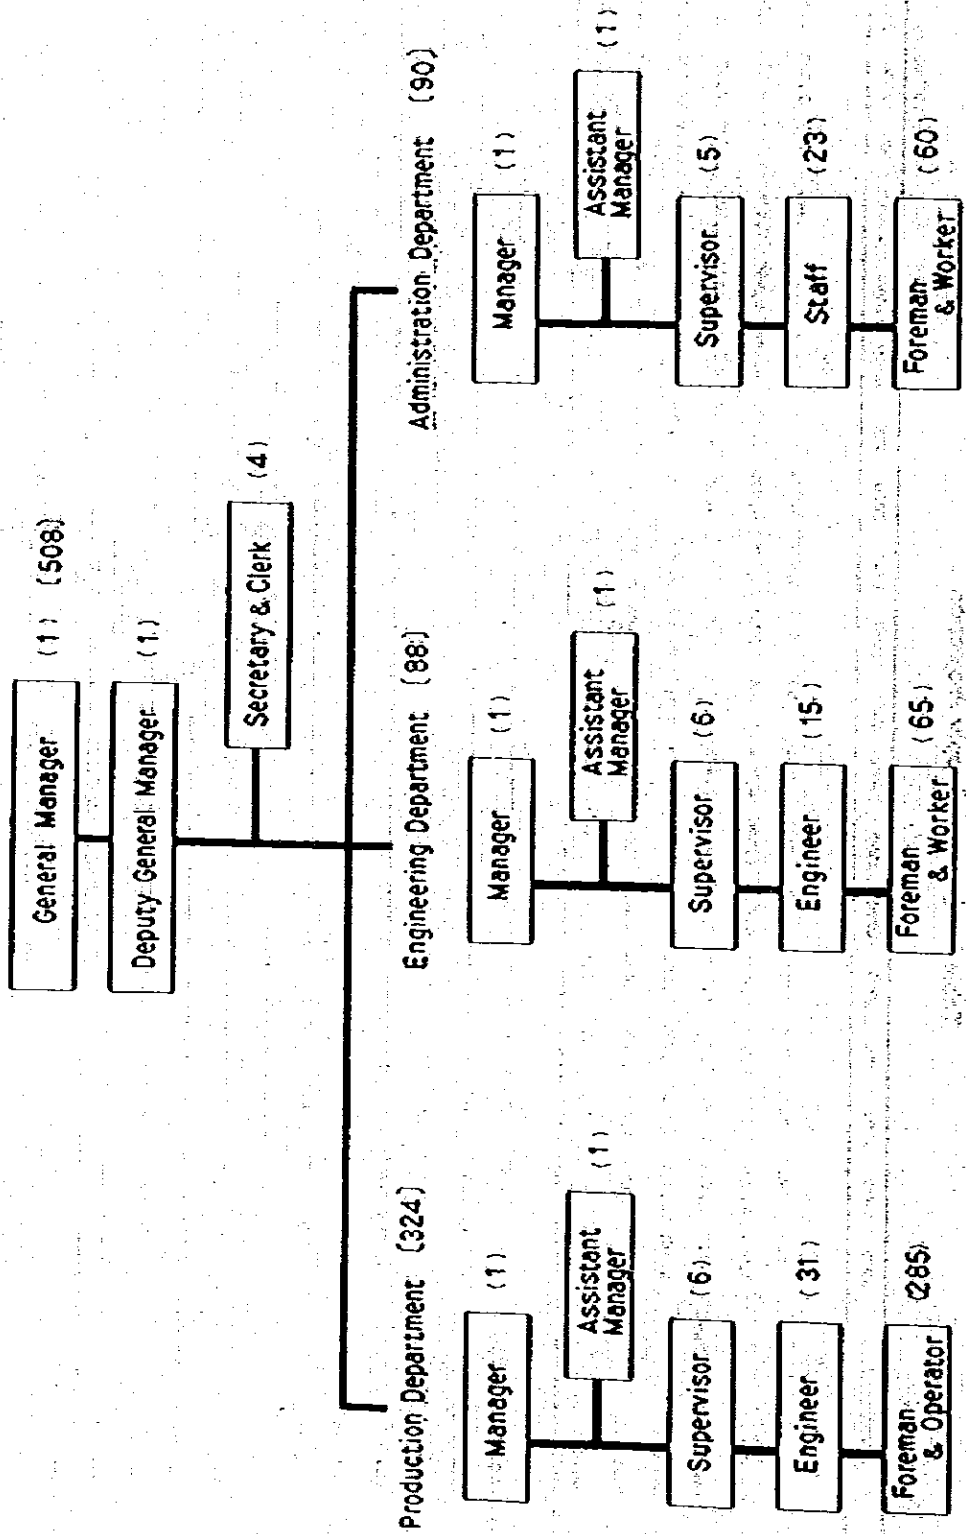 General Manager (1) [508]
Deputy General Manager (1)
Secretary & Clerk (4)
Production Department [324]
Manager (1)
Assistant
Manager
(1)
Supervisor (6)
Engineer (31)
Foreman
& Operator
(285)
Engineering Department [88]
Manager (1)
Assistant
Manager
(1)
Supervisor (6)
Engineer (15)
Foreman
& Worker
(65)
Administration Department [90]
Manager (1)
Assistant
Manager
(1)
Supervisor (5)
Staff (23)
Foreman
& Worker
(60)